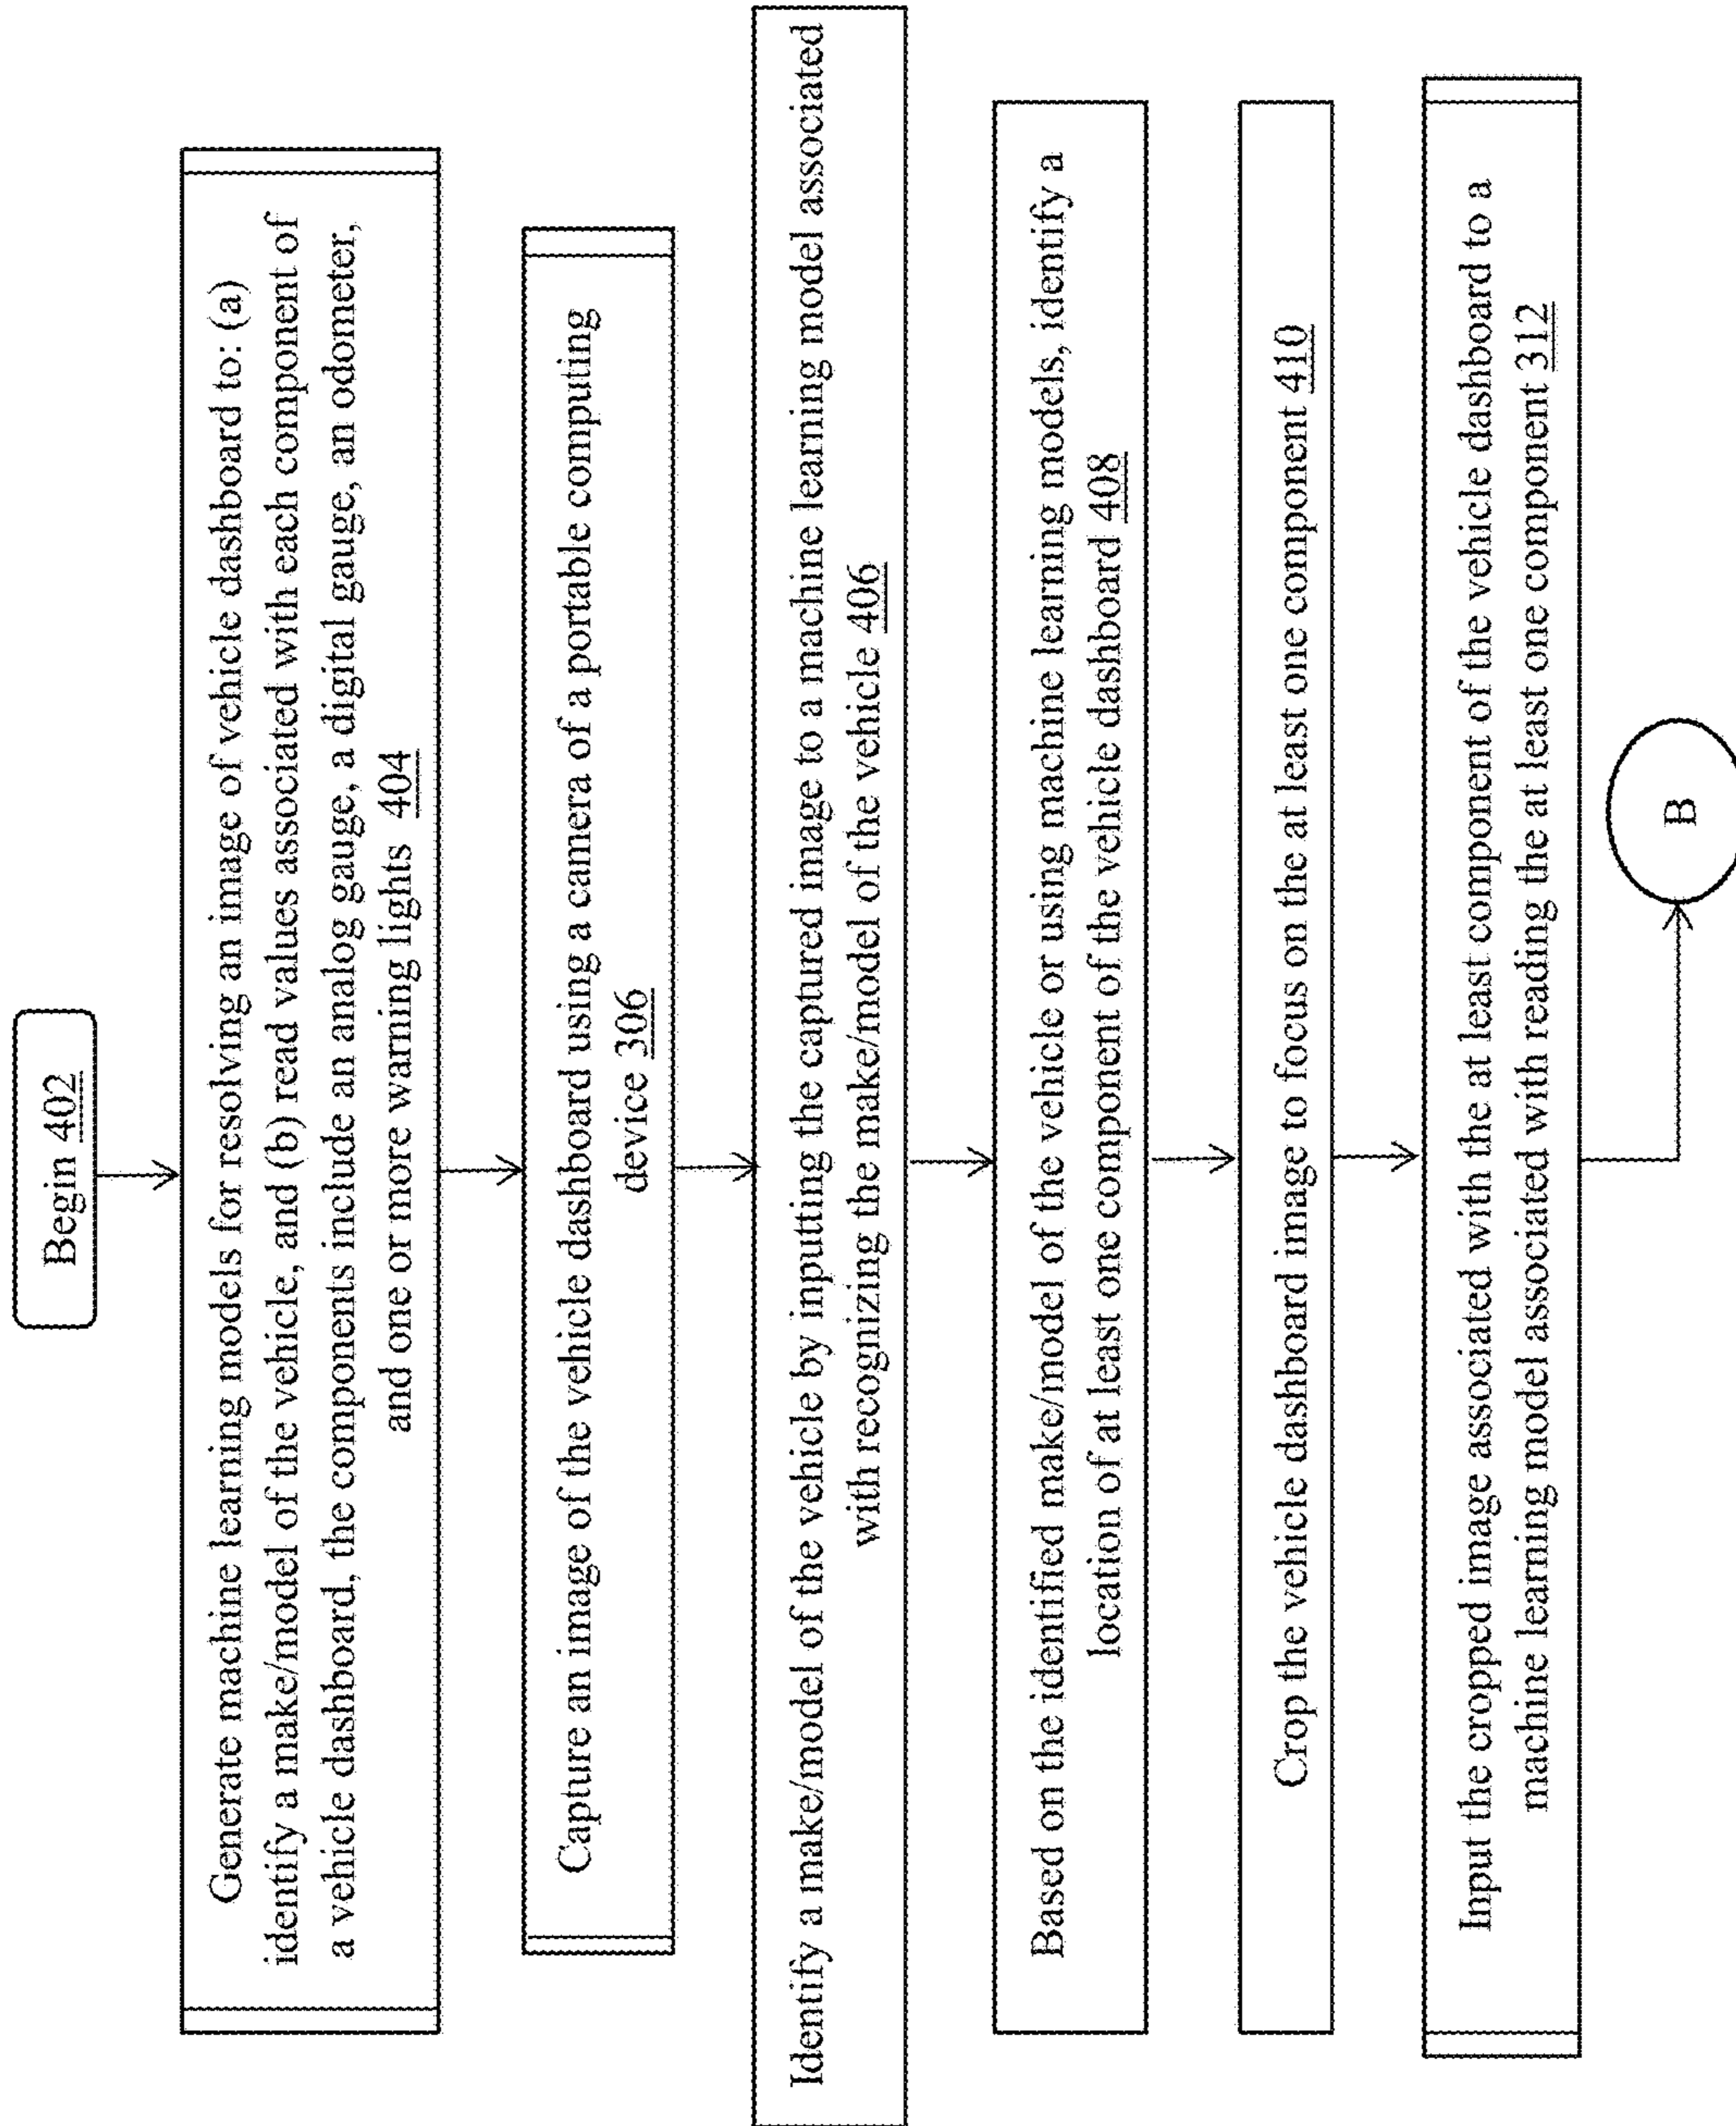 Begin 402
Generate machine learning models for resolving an image of vehicle dashboard to: (a)
identify a make/model of the vehicle, and (b) read values associated with each component of
a vehicle dashboard, the components include an analog gauge, a digital gauge, an odometer,
and one or more warning lights 404
Capture an image of the vehicle dashboard using a camera of a portable computing
device 306
Identify a make/model of the vehicle by inputting the captured image to a machine learning model associated
with recognizing the make/model of the vehicle 406
Based on the identified make/model of the vehicle or using machine learning models, identify a
location of at least one component of the vehicle dashboard 408
Crop the vehicle dashboard image to focus on the at least one component 410
Input the cropped image associated with the at least component of the vehicle dashboard to a
machine learning model associated with reading the at least one component 312
B